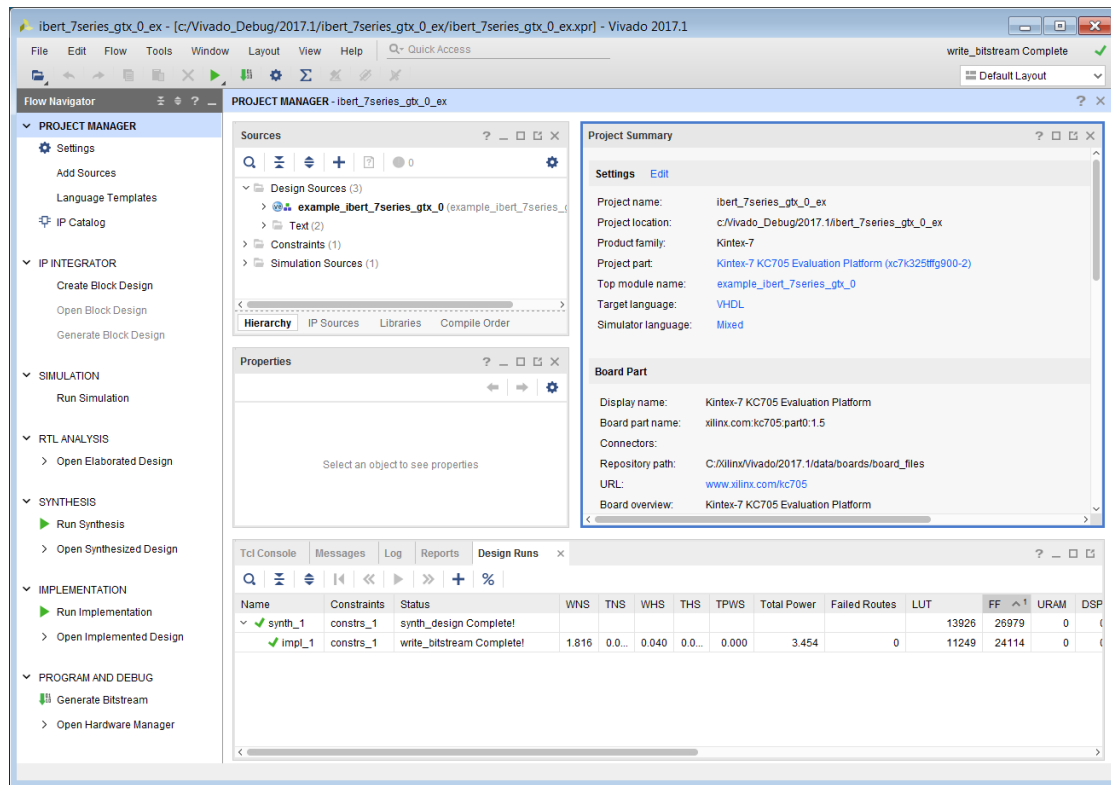 ibert_7series_gtx_0_ex - [c:/Vivado_Debug/2017.1/ibert_7series_gtx_0_ex/ibert_7series_gtx_0_ex.xpr] - Vivado 2017.1
File Edit Flow Tools Window Layout View Help Quick Access
write_bitstream Complete
Default Layout
Flow Navigator
PROJECT MANAGER - ibert_7series_gtx_0_ex
PROJECT MANAGER
Settings
Add Sources
Language Templates
IP Catalog
IP INTEGRATOR
Create Block Design
Open Block Design
Generate Block Design
SIMULATION
Run Simulation
RTL ANALYSIS
Open Elaborated Design
SYNTHESIS
Run Synthesis
Open Synthesized Design
IMPLEMENTATION
Run Implementation
Open Implemented Design
PROGRAM AND DEBUG
Generate Bitstream
Open Hardware Manager
Sources
0
Design Sources (3)
example_ibert_7series_gtx_0 (example_ibert_7series_
Text (2)
Constraints (1)
Simulation Sources (1)
Hierarchy IP Sources Libraries Compile Order
Properties
Select an object to see properties
Project Summary
Settings Edit
Project name: ibert_7series_gtx_0_ex
Project location: c:/Vivado_Debug/2017.1/ibert_7series_gtx_0_ex
Product family: Kintex-7
Project part: Kintex-7 KC705 Evaluation Platform (xc7k325tffg900-2)
Top module name: example_ibert_7series_gtx_0
Target language: VHDL
Simulator language: Mixed
Board Part
Display name: Kintex-7 KC705 Evaluation Platform
Board part name: xilinx.com:kc705:part0:1.5
Connectors:
Repository path: C:/Xilinx/Vivado/2017.1/data/boards/board_files
URL: www.xilinx.com/kc705
Board overview: Kintex-7 KC705 Evaluation Platform
Tcl Console Messages Log Reports Design Runs
Name Constraints Status WNS TNS WHS THS TPWS Total Power Failed Routes LUT FF 1 URAM DSP
synth_1 constrs_1 synth_design Complete! 13926 26979 0
impl_1 constrs_1 write_bitstream Complete! 1.816 0.0... 0.040 0.0... 0.000 3.454 0 11249 24114 0